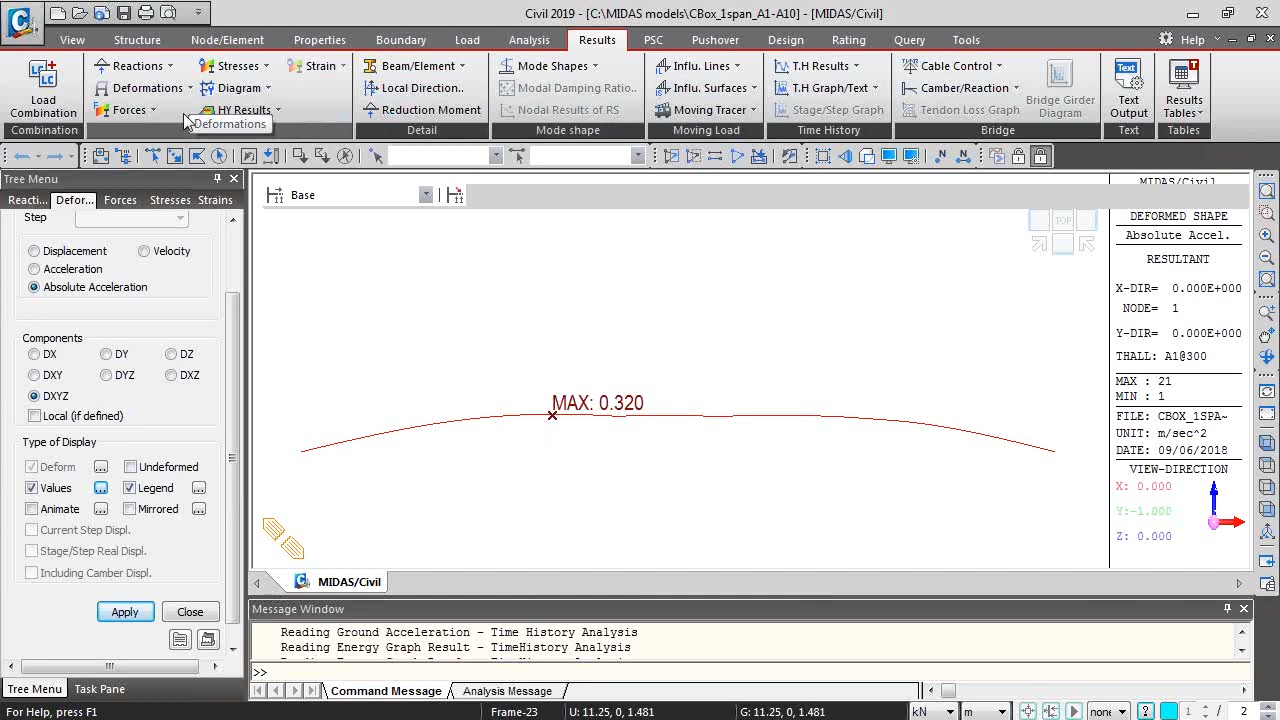 Civil 2019 - [C:\MIDAS models\CBox_1span_A1-A10] - [MIDAS/Civil]
View Structure Node/Element Properties Boundary Load Analysis Results PSC Pushover Design Rating Query Tools Help
Load Combination
Combination
Reactions Stresses Strain
Deformations Diagram
Forces HY Results
Deformations
Beam/Element
Local Direction..
Reduction Moment
Detail
Mode Shapes
Modal Damping Ratio..
Nodal Results of RS
Mode shape
Influ. Lines
Influ. Surfaces
Moving Tracer
Moving Load
T.H Results
T.H Graph/Text
Stage/Step Graph
Time History
Cable Control
Camber/Reaction
Tendon Loss Graph
Bridge Girder Diagram
Bridge
Text Output
Text
Results Tables
Tables
Tree Menu
Reacti... Defor... Forces Stresses Strains
Step
Displacement Velocity
Acceleration
Absolute Acceleration
Components
DX DY DZ
DXY DYZ DXZ
DXYZ
Local (if defined)
Type of Display
Deform ... Undeformed
Values ... Legend ...
Animate ... Mirrored ...
Current Step Displ.
Stage/Step Real Displ.
Including Camber Displ.
Apply Close
Tree Menu Task Pane
Base
TOP
MAX: 0.320
MIDAS/Civil
DEFORMED SHAPE
Absolute Accel.
RESULTANT
X-DIR= 0.000E+000
NODE= 1
Y-DIR= 0.000E+000
THALL: A1@300
MAX : 21
MIN : 1
FILE: CBOX_1SPA~
UNIT: m/sec^2
DATE: 09/06/2018
VIEW-DIRECTION
X: 0.000
Y:-1.000
Z: 0.000
MIDAS/Civil
Message Window
Reading Ground Acceleration - Time History Analysis
Reading Energy Graph Result - TimeHistory Analysis
>>
Command Message Analysis Message
For Help, press F1 Frame-23 U: 11.25, 0, 1.481 G: 11.25, 0, 1.481 kN m none ? 1 / 2